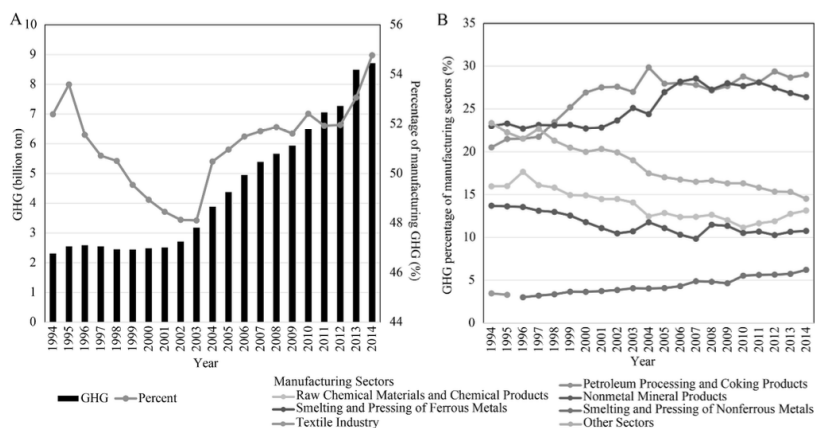 A
B
GHG (billion ton)
10
9
8
7
6
5
4
3
2
1
0
56
54
52
50
48
46
44
Percentage of manufacturing GHG (%)
1994 1995 1996 1997 1998 1999 2000 2001 2002 2003 2004 2005 2006 2007 2008 2009 2010 2011 2012 2013 2014
Year
GHG Percent
GHG percentage of manufacturing sectors (%)
35
30
25
20
15
10
5
0
1994 1995 1996 1997 1998 1999 2000 2001 2002 2003 2004 2005 2006 2007 2008 2009 2010 2011 2012 2013 2014
Year
Manufacturing Sectors
Raw Chemical Materials and Chemical Products
Smelting and Pressing of Ferrous Metals
Textile Industry
Petroleum Processing and Coking Products
Nonmetal Mineral Products
Smelting and Pressing of Nonferrous Metals
Other Sectors